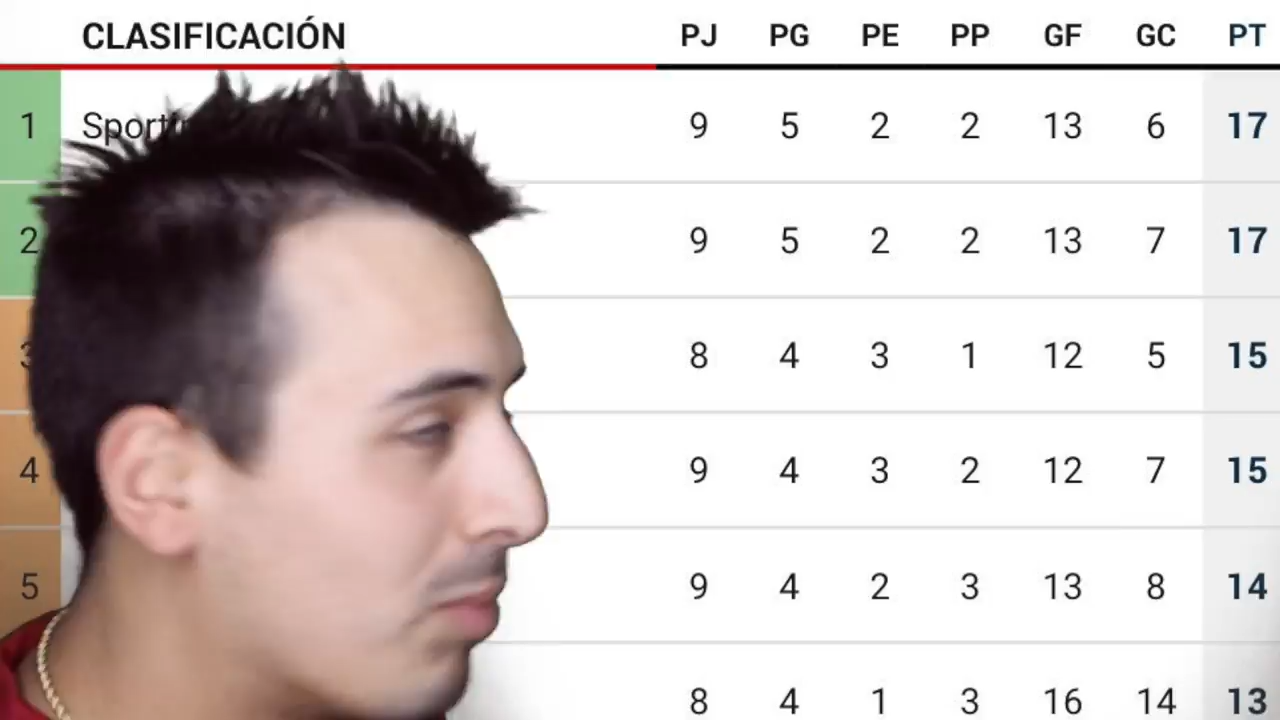 CLASIFICACIÓN PJ PG PE PP GF GC PT
1 9 5 2 2 13 6 17
2 9 5 2 2 13 7 17
8 4 3 1 12 5 15
4 9 4 3 2 12 7 15
5 9 4 2 3 13 8 14
8 4 1 3 16 14 13